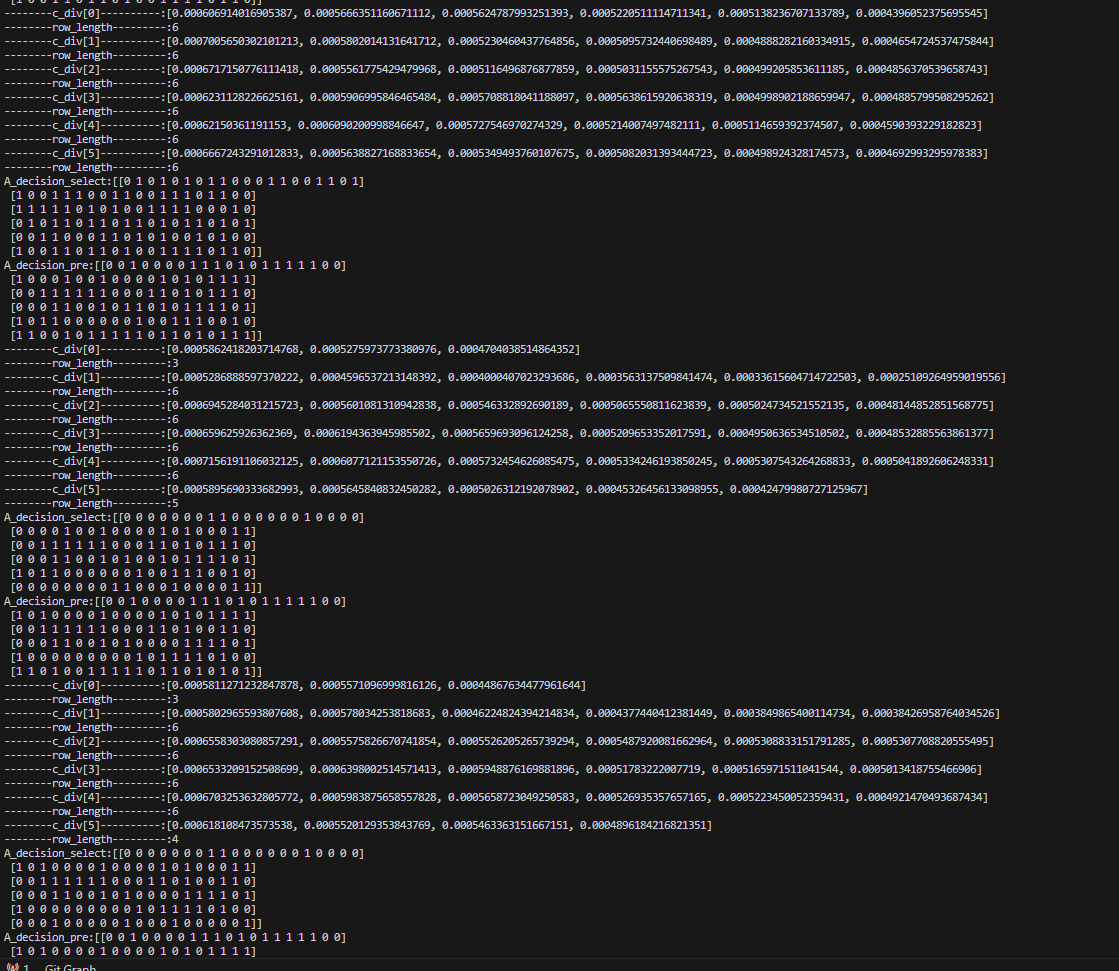 --------c_div[0]----------:[0.000606914016905387, 0.0005666351160671112, 0.0005624787993251393, 0.0005220511114711341, 0.0005138236707133789, 0.0004396052375695545]
--------row_length---------:6
--------c_div[1]----------:[0.0007005650302101213, 0.0005802014131641712, 0.0005230460437764856, 0.0005095732440698489, 0.0004888282160334915, 0.0004654724537475844]
--------row_length---------:6
--------c_div[2]----------:[0.0006717150776111418, 0.0005561775429479968, 0.0005116496876877859, 0.0005031155575267543, 0.000499205853611185, 0.0004856370539658743]
--------row_length---------:6
--------c_div[3]----------:[0.0006231128226625161, 0.0005906995846465484, 0.0005708818041188097, 0.0005638615920638319, 0.0004998902188659947, 0.0004885799508295262]
--------row_length---------:6
--------c_div[4]----------:[0.00062150361191153, 0.0006090200998846647, 0.0005727546970274329, 0.0005214007497482111, 0.0005114659392374507, 0.0004590393229182823]
--------row_length---------:6
--------c_div[5]----------:[0.0006667243291012833, 0.0005638827168833654, 0.0005349493760107675, 0.0005082031393444723, 0.000498924328174573, 0.0004692993295978383]
--------row_length---------:6
A_decision_select:[[0 1 0 1 0 1 0 1 1 0 0 0 1 1 0 0 1 1 0 1]
[1 0 0 1 1 1 0 0 1 1 0 0 1 1 1 0 1 1 0 0]
[1 1 1 1 1 0 1 0 1 0 0 1 1 1 1 0 0 0 1 0]
[0 1 0 1 1 0 1 1 0 1 1 0 1 0 1 1 0 1 0 1]
[0 0 1 1 0 0 0 1 1 0 1 0 1 0 0 1 0 1 0 0]
[1 0 0 1 1 0 1 1 0 1 0 0 1 1 1 1 0 1 1 0]]
A_decision_pre:[[0 0 1 0 0 0 0 1 1 1 0 1 0 1 1 1 1 1 0 0]
[1 0 0 0 1 0 0 1 0 0 0 0 1 0 1 0 1 1 1 1]
[0 0 1 1 1 1 1 1 0 0 0 1 1 0 1 0 1 1 1 0]
[0 0 0 1 1 0 0 1 0 1 1 0 1 0 1 1 1 1 0 1]
[1 0 1 1 0 0 0 0 0 0 1 0 0 1 1 1 0 0 1 0]
[1 1 0 0 1 0 1 1 1 1 1 0 1 1 0 1 0 1 1 1]]
--------c_div[0]----------:[0.0005862418203714768, 0.0005275973773380976, 0.0004704038514864352]
--------row_length---------:3
--------c_div[1]----------:[0.0005286888597370222, 0.0004596537213148392, 0.0004000407023293686, 0.0003563137509841474, 0.00033615604714722503, 0.00025109264959019556]
--------row_length---------:6
--------c_div[2]----------:[0.0006945284031215723, 0.0005601081310942838, 0.000546332892690189, 0.0005065550811623839, 0.0005024734521552135, 0.00048144852851568775]
--------row_length---------:6
--------c_div[3]----------:[0.000659625926362369, 0.0006194363945985502, 0.0005659693096124258, 0.0005209653352017591, 0.0004950636534510502, 0.00048532885563861377]
--------row_length---------:6
--------c_div[4]----------:[0.0007156191106032125, 0.0006077121153550726, 0.0005732454626085475, 0.0005334246193850245, 0.0005307543264268833, 0.0005041892606248331]
--------row_length---------:6
--------c_div[5]----------:[0.0005895690333682993, 0.0005645840832450282, 0.0005026312192078902, 0.00045326456133098955, 0.00042479980727125967]
--------row_length---------:5
A_decision_select:[[0 0 0 0 0 0 0 1 1 0 0 0 0 0 0 1 0 0 0 0]
[0 0 0 0 1 0 0 1 0 0 0 0 1 0 1 0 0 0 1 1]
[0 0 1 1 1 1 1 1 0 0 0 1 1 0 1 0 1 1 1 0]
[0 0 0 1 1 0 0 1 0 1 0 0 1 0 1 1 1 1 0 1]
[1 0 1 1 0 0 0 0 0 0 1 0 0 1 1 1 0 0 1 0]
[0 0 0 0 0 0 0 0 1 1 0 0 0 1 0 0 0 0 1 1]]
A_decision_pre:[[0 0 1 0 0 0 0 1 1 1 0 1 0 1 1 1 1 1 0 0]
[1 0 1 0 0 0 0 1 0 0 0 0 1 0 1 0 1 1 1 1]
[0 0 1 1 1 1 1 1 0 0 0 1 1 0 1 0 0 1 1 0]
[0 0 0 1 1 0 0 1 0 1 0 0 0 0 1 1 1 1 0 1]
[1 0 0 0 0 0 0 0 0 0 1 0 1 1 1 1 0 1 0 0]
[1 1 0 1 0 0 1 1 1 1 1 0 1 1 0 1 0 1 0 1]]
--------c_div[0]----------:[0.0005811271232847878, 0.0005571096999816126, 0.00044867634477961644]
--------row_length---------:3
--------c_div[1]----------:[0.0005802965593807608, 0.000578034253818683, 0.00046224824394214834, 0.0004377440412381449, 0.0003849865400114734, 0.00038426958764034526]
--------row_length---------:6
--------c_div[2]----------:[0.0006558303080857291, 0.0005575826670741854, 0.0005526205265739294, 0.0005487920081662964, 0.0005308833151791285, 0.0005307708820555495]
--------row_length---------:6
--------c_div[3]----------:[0.0006533209152508699, 0.0006398002514571413, 0.0005948876169881896, 0.00051783222007719, 0.0005165971511041544, 0.0005013418755466906]
--------row_length---------:6
--------c_div[4]----------:[0.0006703253632805772, 0.0005983875658557828, 0.0005658723049250583, 0.000526935357657165, 0.0005223450052359431, 0.0004921470493687434]
--------row_length---------:6
--------c_div[5]----------:[0.000618108473573538, 0.0005520129353843769, 0.0005463363151667151, 0.0004896184216821351]
--------row_length---------:4
A_decision_select:[[0 0 0 0 0 0 0 1 1 0 0 0 0 0 0 1 0 0 0 0]
[1 0 1 0 0 0 0 1 0 0 0 0 1 0 1 0 0 0 1 1]
[0 0 1 1 1 1 1 1 0 0 0 1 1 0 1 0 0 1 1 0]
[0 0 0 1 1 0 0 1 0 1 0 0 0 0 1 1 1 1 0 1]
[1 0 0 0 0 0 0 0 0 0 1 0 1 1 1 1 0 1 0 0]
[0 0 0 1 0 0 0 0 0 1 0 0 0 1 0 0 0 0 0 1]]
A_decision_pre:[[0 0 1 0 0 0 0 1 1 1 0 1 0 1 1 1 1 1 0 0]
[1 0 1 0 0 0 0 1 0 0 0 0 1 0 1 0 1 1 1 1]
1 Git Graph